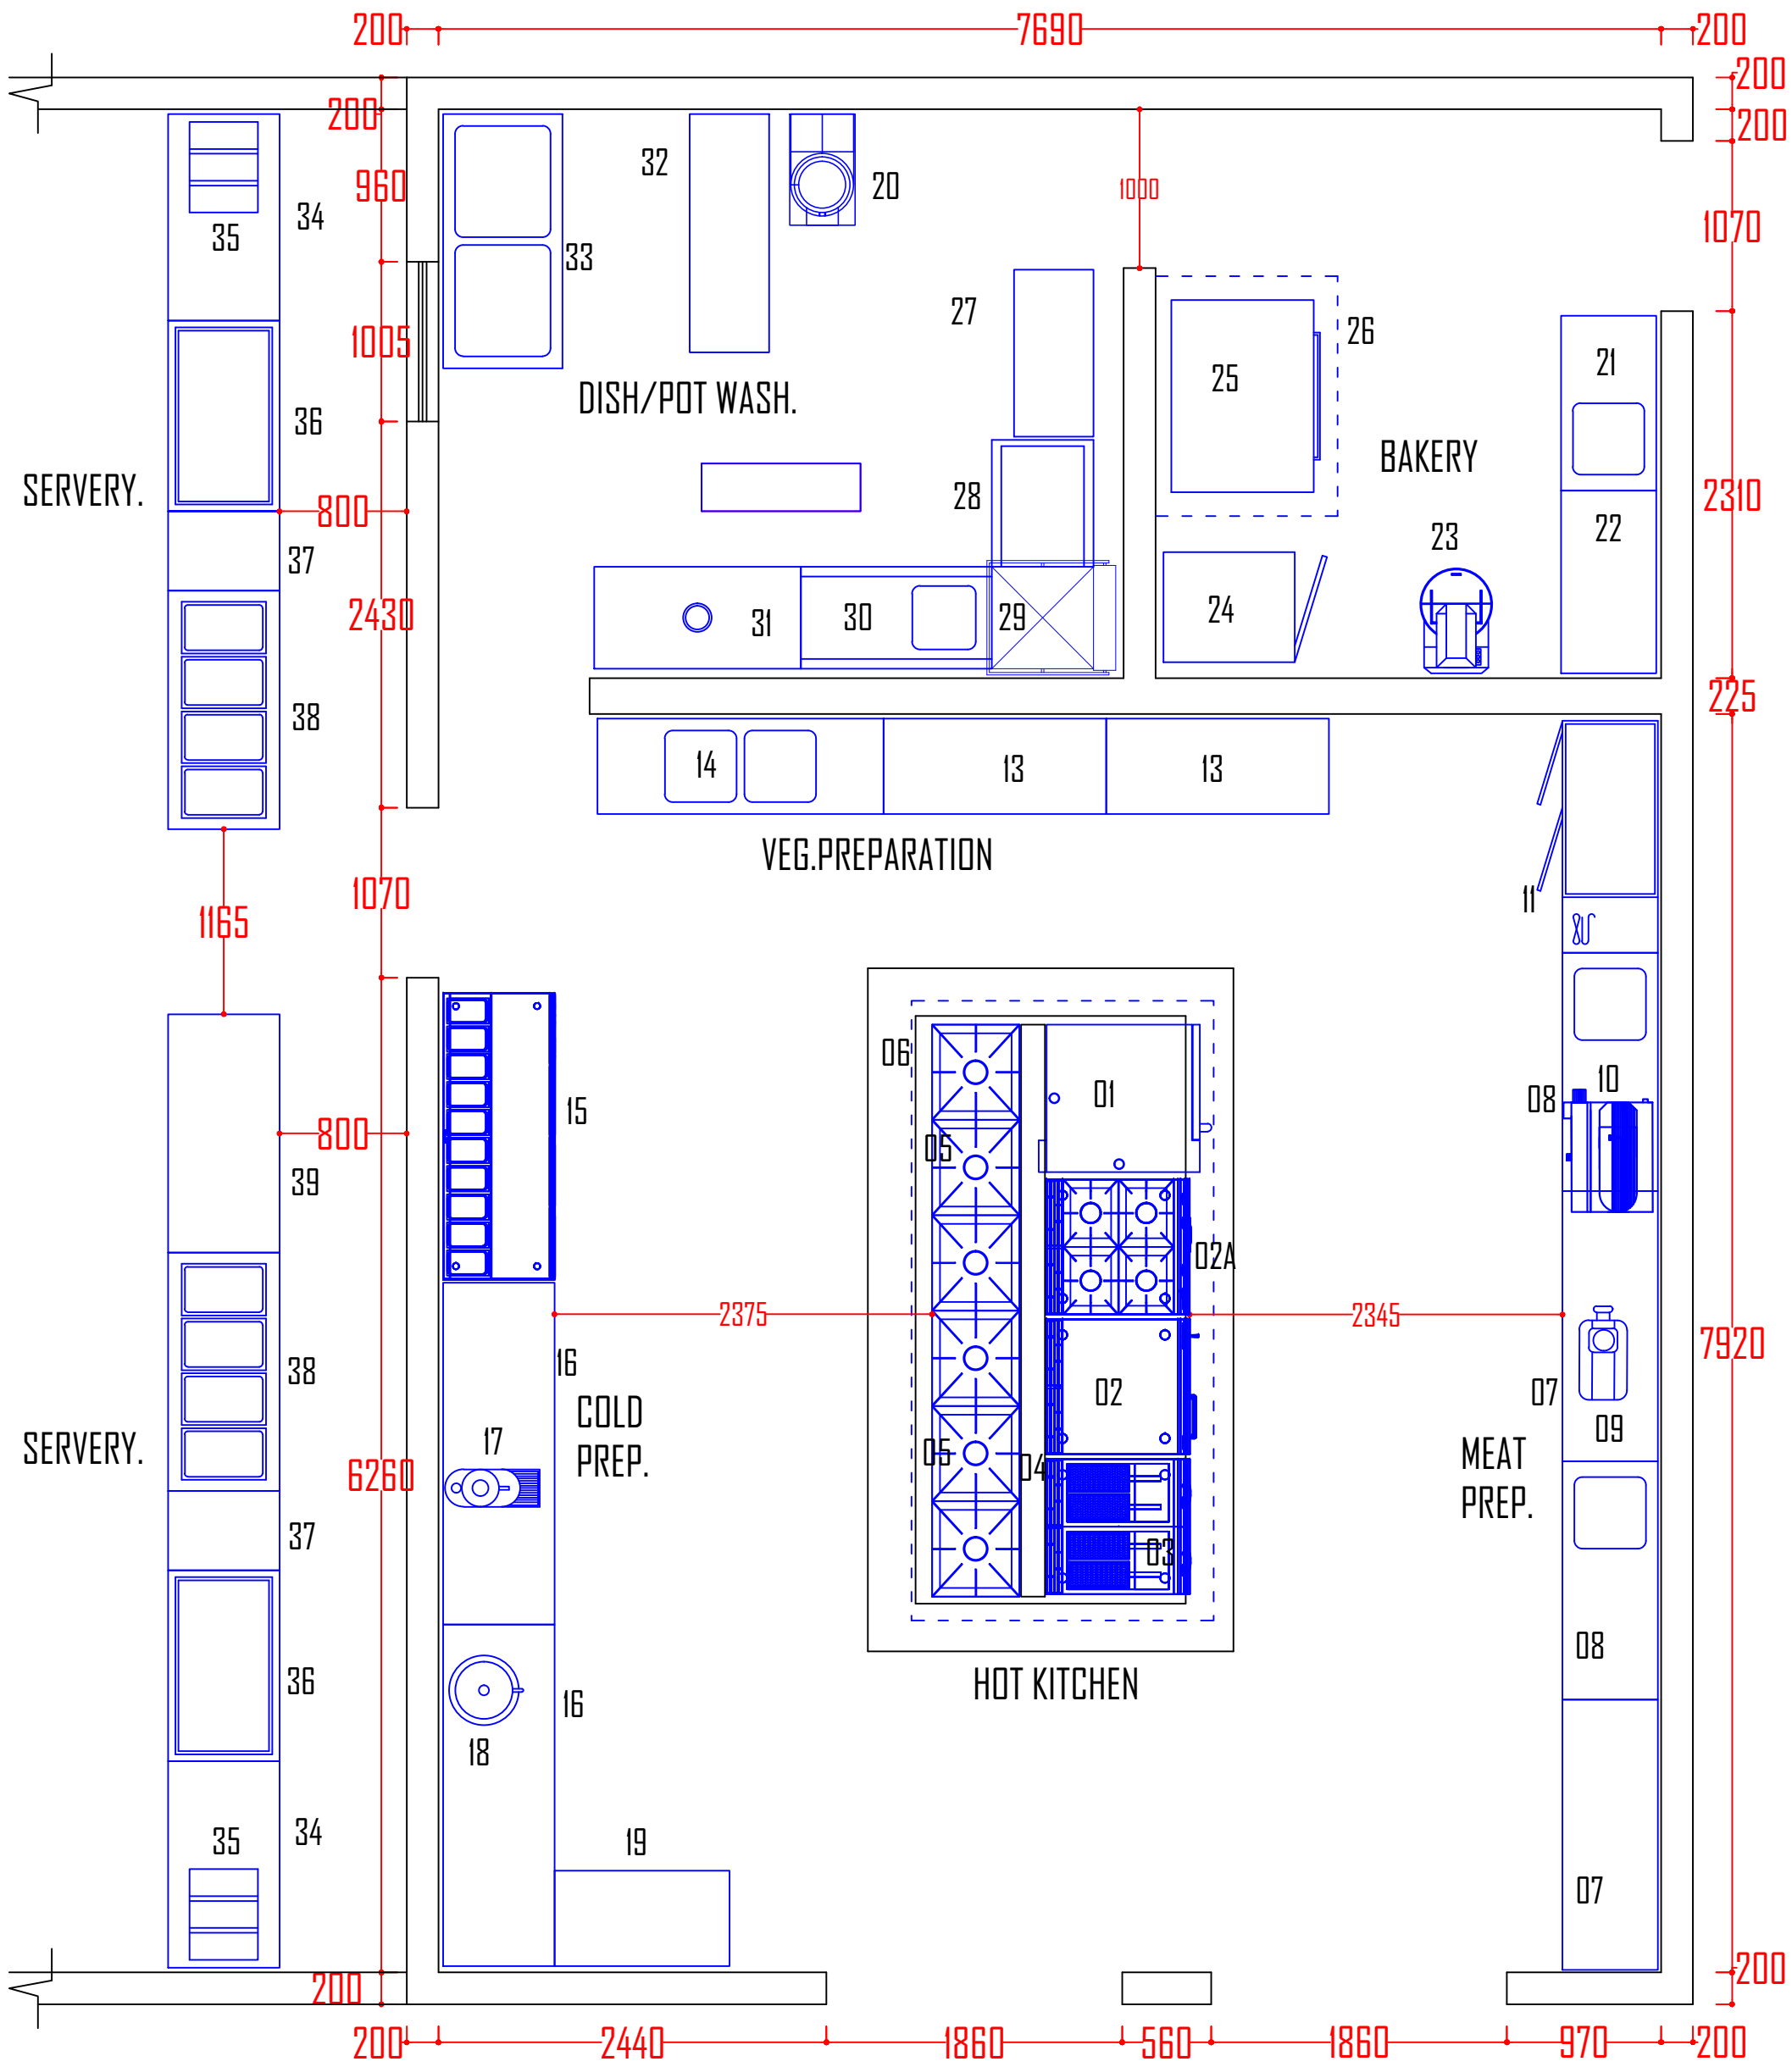 200 7690 200
200
200 200
32 20
960 34 1000
35 33 1070
27 26
1005 21
25
36 DISH/POT WASH.
BAKERY
SERVERY. 800 28 2310
22
37 23
2430 31 30 29 24
225
38
14 13 13
VEG.PREPARATION
1070 11
1165
06
01 10
15 08
800 05
39
02A
2375 2345
38 16 7920
02 07
COLD 09
17 05
SERVERY. PREP. MEAT
6260 04 PREP.
37 03
08
36 HOT KITCHEN
16
18
34
35 19
07
200 200
200 2440 1860 560 1860 970 200